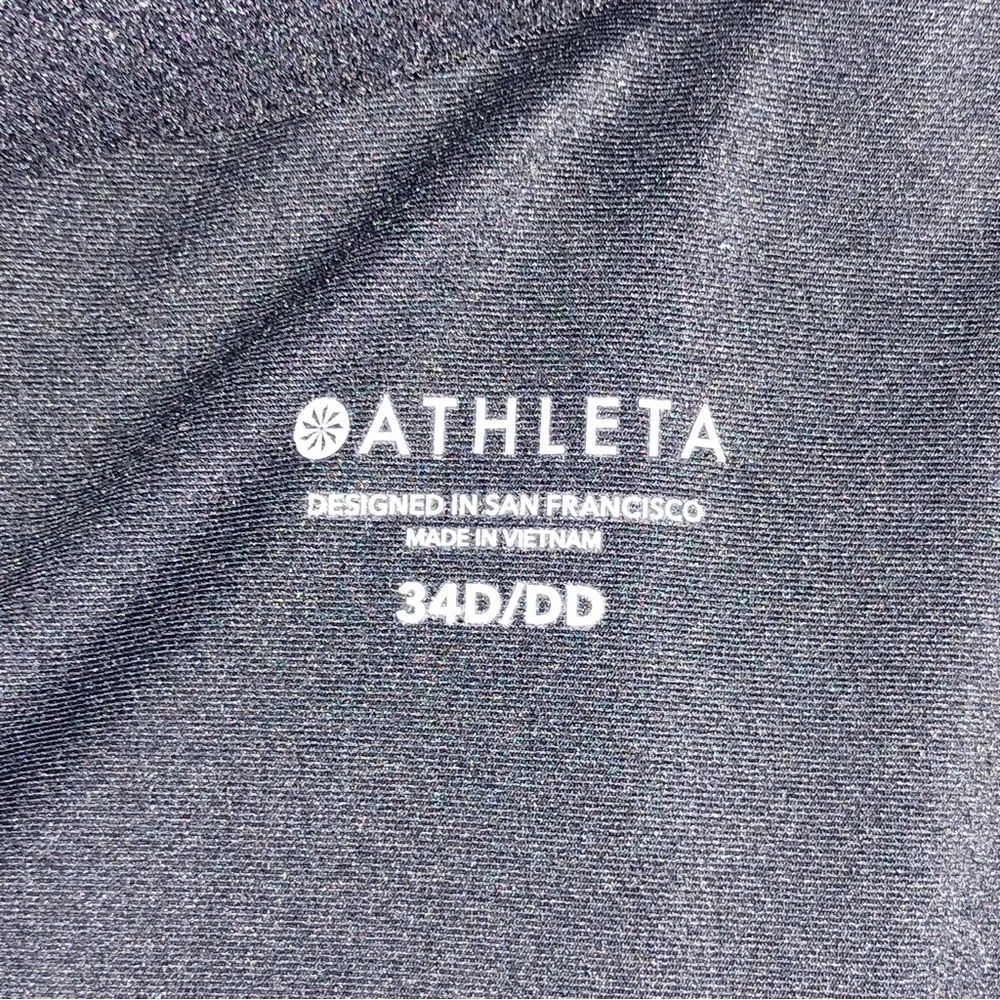 ATHLETA
DESIGNED IN SAN FRANCISCO
MADE IN VIETNAM
34D/DD